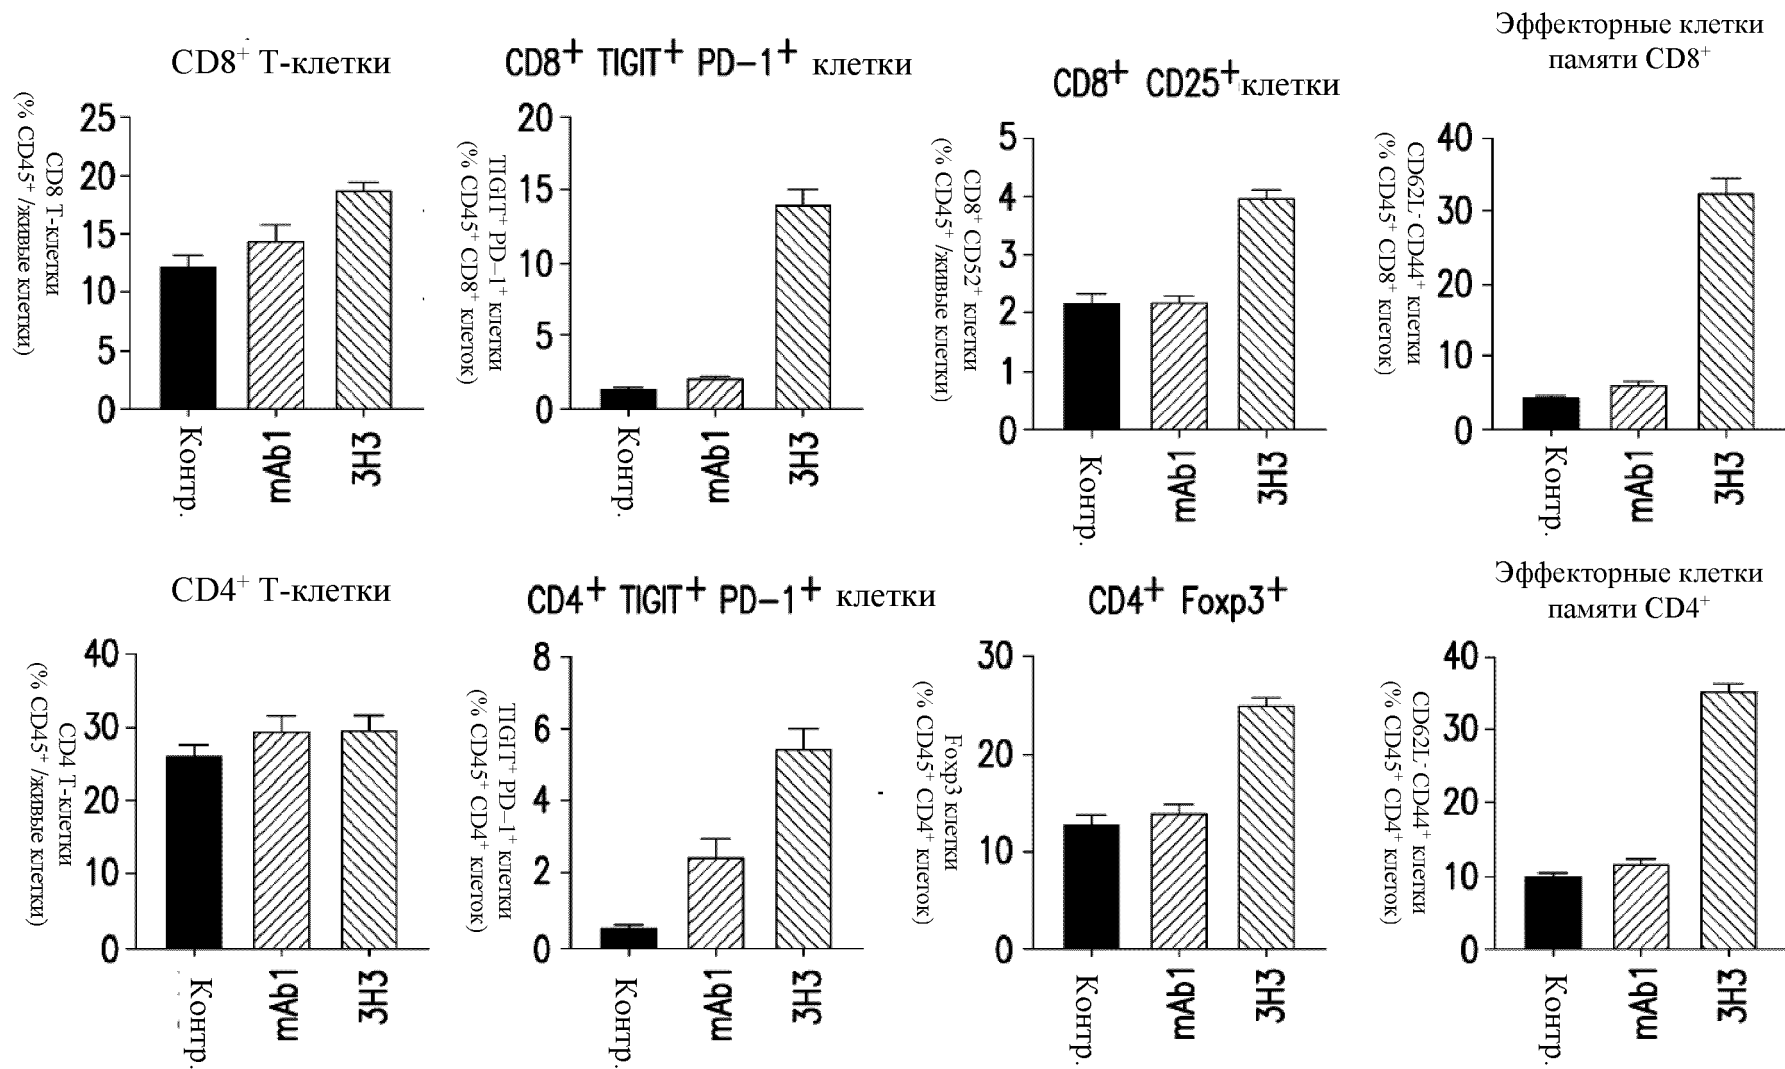 CD8⁺ Т-клетки
CD8 Т-клетки
(% CD45⁺ /живые клетки)
25
20
15
10
5
0
Контр.
mAb1
3H3
CD8⁺ TIGIT⁺ PD-1⁺ клетки
TIGIT⁺ PD-1⁺ клетки
(% CD45⁺ CD8⁺ клеток)
20
15
10
5
0
Контр.
mAb1
3H3
CD8⁺ CD25⁺ клетки
CD8⁺ CD52⁺ клетки
(% CD45⁺ /живые клетки)
5
4
3
2
1
0
Контр.
mAb1
3H3
Эффекторные клетки
памяти CD8⁺
CD62L⁻ CD44⁺ клетки
(% CD45⁺ CD8⁺ клеток)
40
30
20
10
0
Контр.
mAb1
3H3
CD4⁺ Т-клетки
CD4 Т-клетки
(% CD45⁺ /живые клетки)
40
30
20
10
0
Контр.
mAb1
3H3
CD4⁺ TIGIT⁺ PD-1⁺ клетки
TIGIT⁺ PD-1⁺ клетки
(% CD45⁺ CD4⁺ клеток)
8
6
4
2
0
Контр.
mAb1
3H3
CD4⁺ Foxp3⁺
Foxp3 клетки
(% CD45⁺ CD4⁺ клеток)
30
20
10
0
Контр.
mAb1
3H3
Эффекторные клетки
памяти CD4⁺
CD62L⁻ CD44⁺ клетки
(% CD45⁺ CD4⁺ клеток)
40
30
20
10
0
Контр.
mAb1
3H3